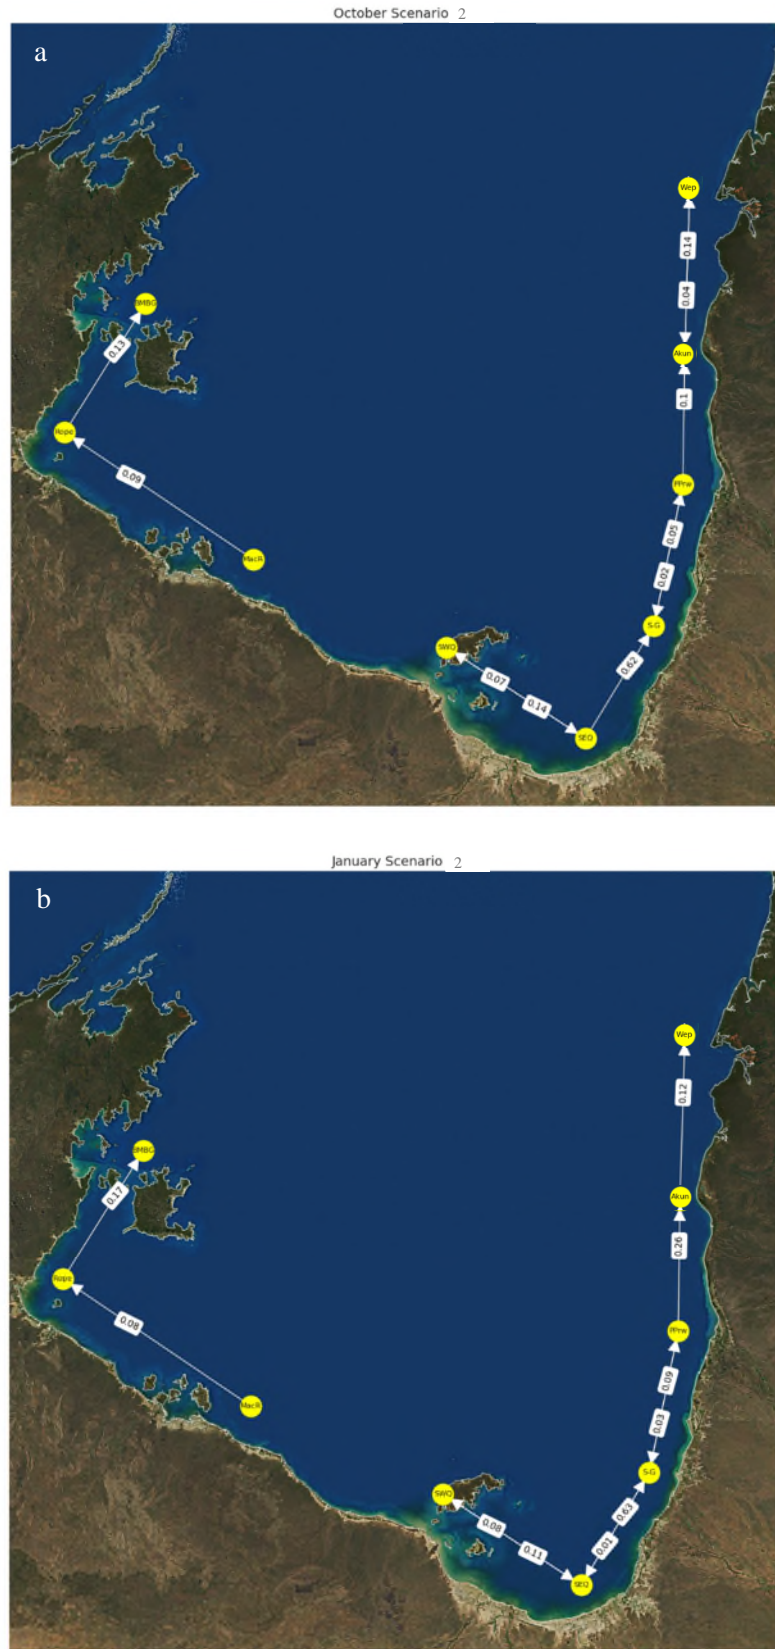 October Scenario 2
a
Wep
0.14
0.04
BMBG
0.13
Akun
0.1
Rope
0.09
PPrw
0.05
0.02
MacR
S-G
SWQ
0.07
0.14
0.62
SEQ
January Scenario 2
b
Wep
0.12
BMBG
0.17
Akun
0.26
Rope
0.08
PPrw
0.09
0.03
MacR
S-G
SWQ
0.08
0.11
0.63
0.01
SEQ